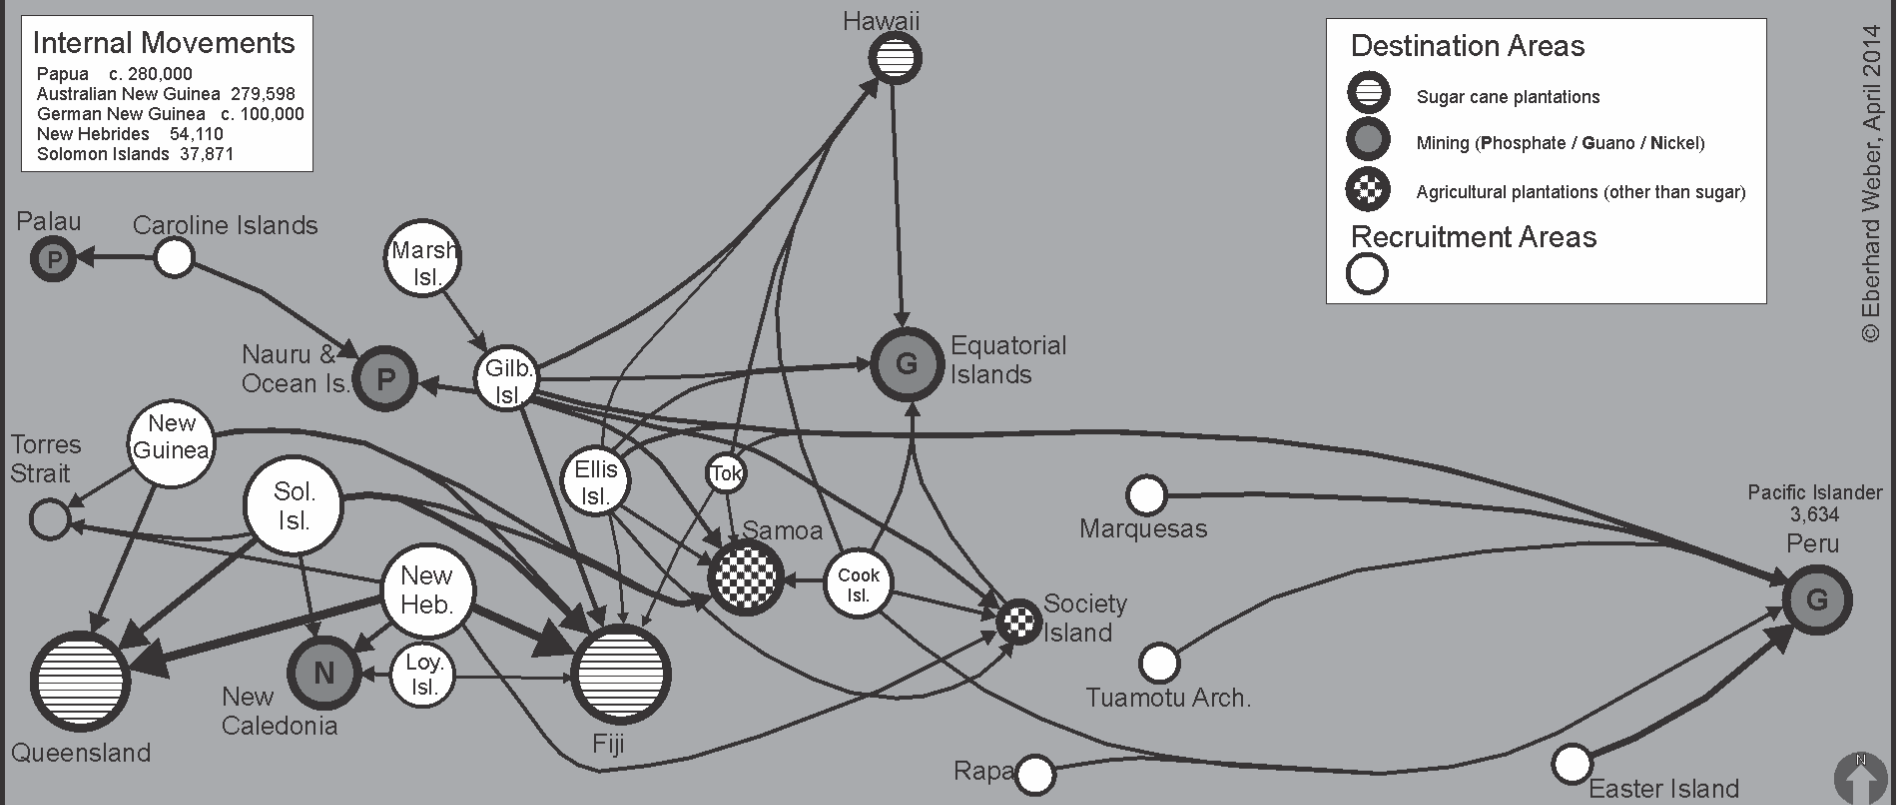 Internal Movements
Papua c. 280,000
Australian New Guinea 279,598
German New Guinea c. 100,000
New Hebrides 54,110
Solomon Islands 37,871
Hawaii
Destination Areas
Sugar cane plantations
Mining (Phosphate / Guano / Nickel)
Agricultural plantations (other than sugar)
Recruitment Areas
© Eberhard Weber, April 2014
Palau
P
Caroline Islands
Marsh
Isl.
Nauru &
Ocean Is.
P
Gilb.
Isl.
G
Equatorial
Islands
New
Guinea
Torres
Strait
Sol.
Isl.
Ellis
Isl.
Tok
Samoa
Marquesas
Pacific Islander
3,634
Peru
G
New
Heb.
Cook
Isl.
Society
Island
Loy.
Isl.
N
New
Caledonia
Queensland
Fiji
Tuamotu Arch.
Rapa
Easter Island
N